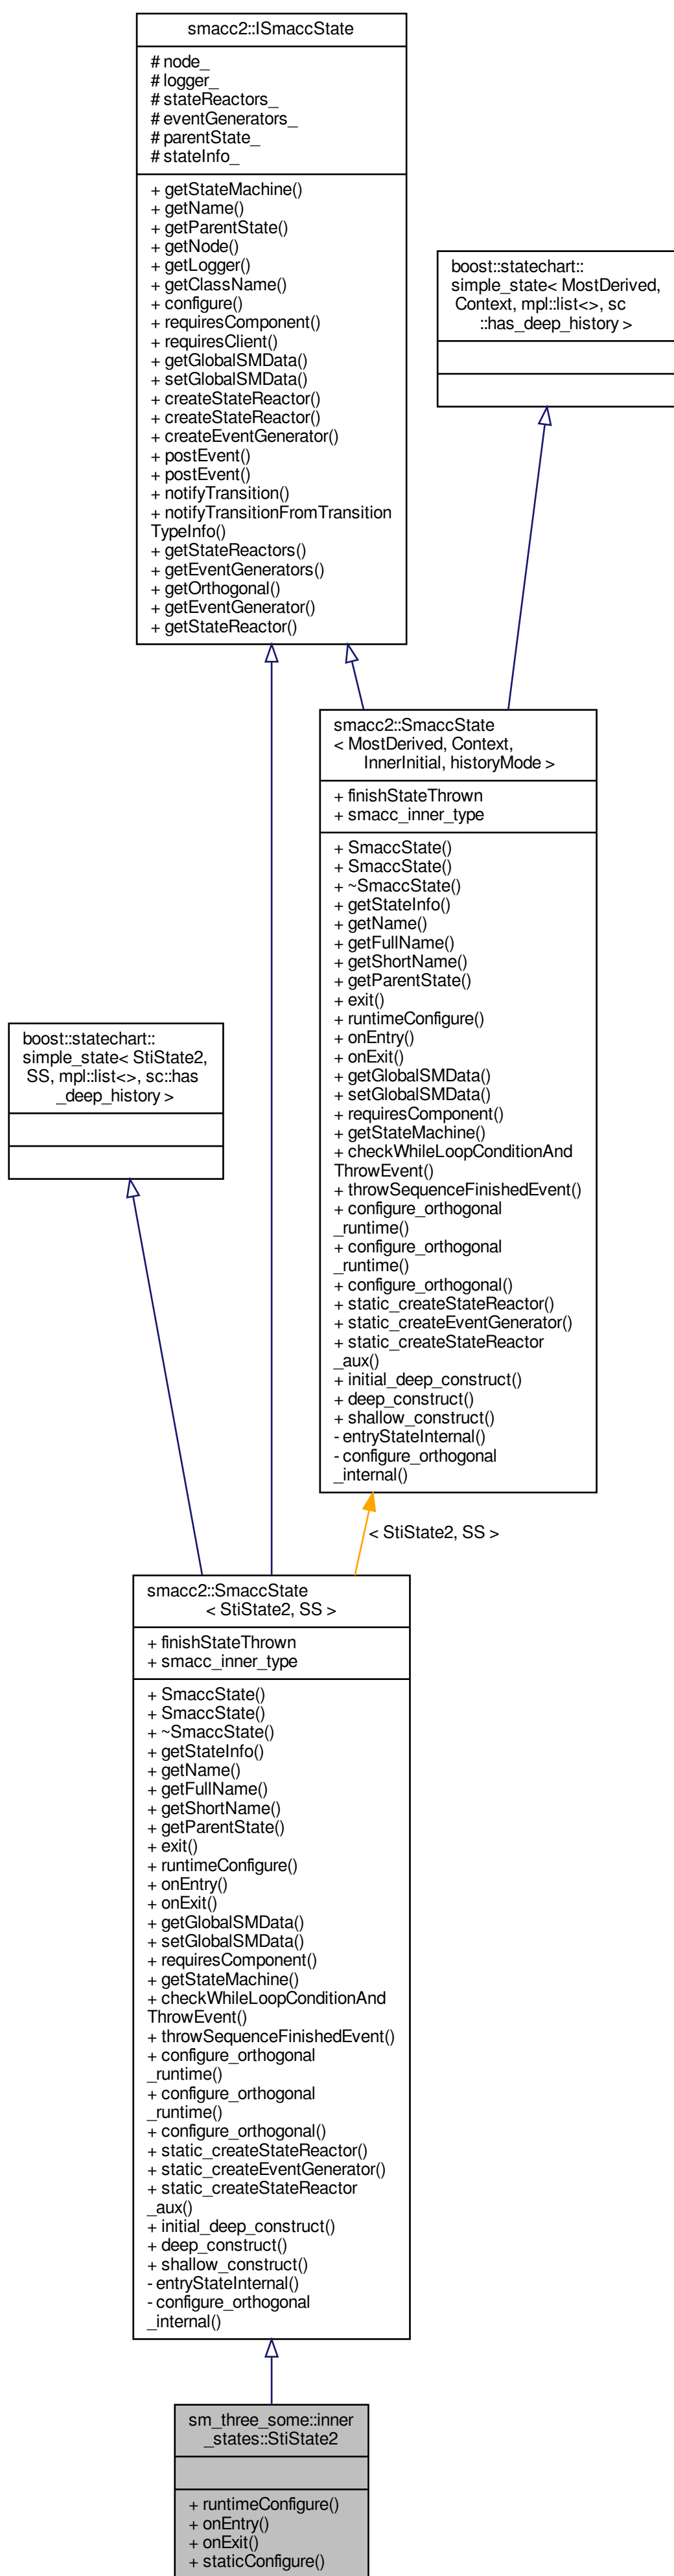 smacc2::ISmaccState
# node_
# logger_
# stateReactors_
# eventGenerators_
# parentState_
# stateInfo_
+ getStateMachine()
+ getName()
+ getParentState()
+ getNode()
+ getLogger()
+ getClassName()
+ configure()
+ requiresComponent()
+ requiresClient()
+ getGlobalSMData()
+ setGlobalSMData()
+ createStateReactor()
+ createStateReactor()
+ createEventGenerator()
+ postEvent()
+ postEvent()
+ notifyTransition()
+ notifyTransitionFromTransition
TypeInfo()
+ getStateReactors()
+ getEventGenerators()
+ getOrthogonal()
+ getEventGenerator()
+ getStateReactor()
boost::statechart::
simple_state< MostDerived,
Context, mpl::list<>, sc
::has_deep_history >
smacc2::SmaccState
< MostDerived, Context,
InnerInitial, historyMode >
+ finishStateThrown
+ smacc_inner_type
+ SmaccState()
+ SmaccState()
+ ~SmaccState()
+ getStateInfo()
+ getName()
+ getFullName()
+ getShortName()
+ getParentState()
+ exit()
+ runtimeConfigure()
+ onEntry()
+ onExit()
+ getGlobalSMData()
+ setGlobalSMData()
+ requiresComponent()
+ getStateMachine()
+ checkWhileLoopConditionAnd
ThrowEvent()
+ throwSequenceFinishedEvent()
+ configure_orthogonal
_runtime()
+ configure_orthogonal
_runtime()
+ configure_orthogonal()
+ static_createStateReactor()
+ static_createEventGenerator()
+ static_createStateReactor
_aux()
+ initial_deep_construct()
+ deep_construct()
+ shallow_construct()
- entryStateInternal()
- configure_orthogonal
_internal()
boost::statechart::
simple_state< StiState2,
SS, mpl::list<>, sc::has
_deep_history >
< StiState2, SS >
smacc2::SmaccState
< StiState2, SS >
+ finishStateThrown
+ smacc_inner_type
+ SmaccState()
+ SmaccState()
+ ~SmaccState()
+ getStateInfo()
+ getName()
+ getFullName()
+ getShortName()
+ getParentState()
+ exit()
+ runtimeConfigure()
+ onEntry()
+ onExit()
+ getGlobalSMData()
+ setGlobalSMData()
+ requiresComponent()
+ getStateMachine()
+ checkWhileLoopConditionAnd
ThrowEvent()
+ throwSequenceFinishedEvent()
+ configure_orthogonal
_runtime()
+ configure_orthogonal
_runtime()
+ configure_orthogonal()
+ static_createStateReactor()
+ static_createEventGenerator()
+ static_createStateReactor
_aux()
+ initial_deep_construct()
+ deep_construct()
+ shallow_construct()
- entryStateInternal()
- configure_orthogonal
_internal()
sm_three_some::inner
_states::StiState2
+ runtimeConfigure()
+ onEntry()
+ onExit()
+ staticConfigure()